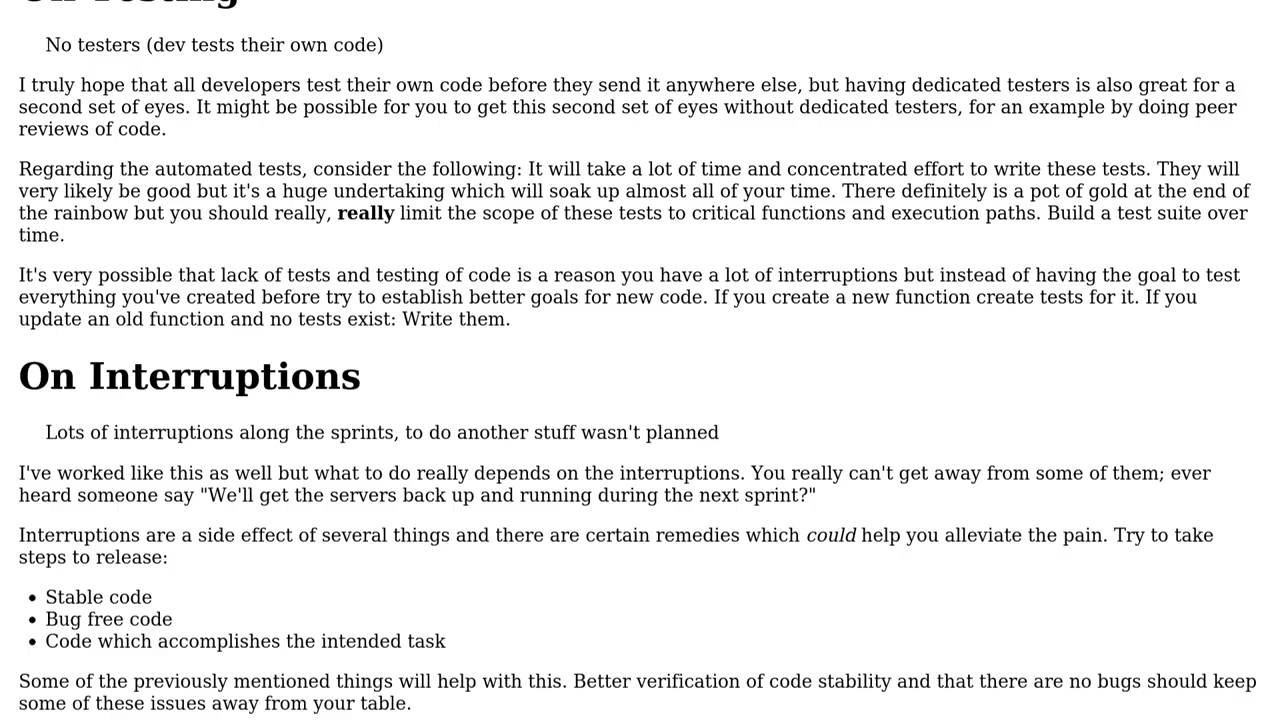 No testers (dev tests their own code)
I truly hope that all developers test their own code before they send it anywhere else, but having dedicated testers is also great for a
second set of eyes. It might be possible for you to get this second set of eyes without dedicated testers, for an example by doing peer
reviews of code.
Regarding the automated tests, consider the following: It will take a lot of time and concentrated effort to write these tests. They will
very likely be good but it's a huge undertaking which will soak up almost all of your time. There definitely is a pot of gold at the end of
the rainbow but you should really, really limit the scope of these tests to critical functions and execution paths. Build a test suite over
time.
It's very possible that lack of tests and testing of code is a reason you have a lot of interruptions but instead of having the goal to test
everything you've created before try to establish better goals for new code. If you create a new function create tests for it. If you
update an old function and no tests exist: Write them.
On Interruptions
Lots of interruptions along the sprints, to do another stuff wasn't planned
I've worked like this as well but what to do really depends on the interruptions. You really can't get away from some of them; ever
heard someone say "We'll get the servers back up and running during the next sprint?"
Interruptions are a side effect of several things and there are certain remedies which could help you alleviate the pain. Try to take
steps to release:
• Stable code
• Bug free code
• Code which accomplishes the intended task
Some of the previously mentioned things will help with this. Better verification of code stability and that there are no bugs should keep
some of these issues away from your table.